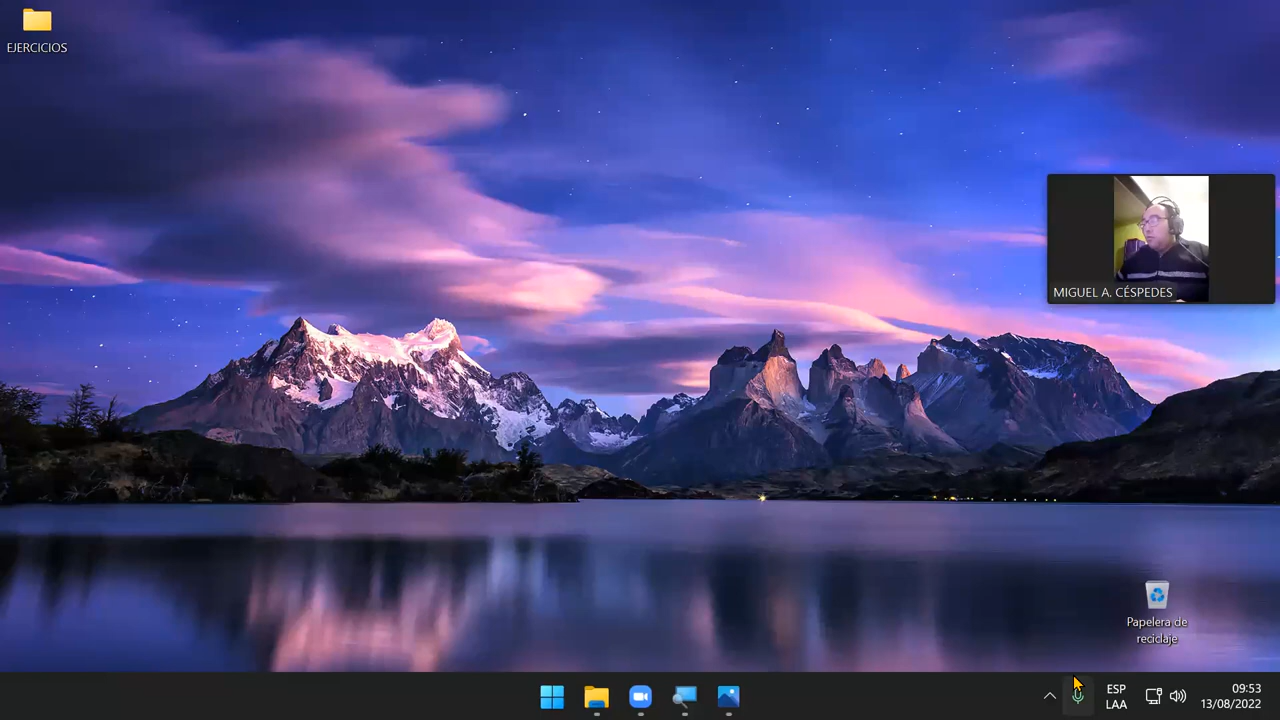 EJERCICIOS
MIGUEL A. CÉSPEDES
Papelera de
reciclaje
ESP
LAA
09:53
13/08/2022